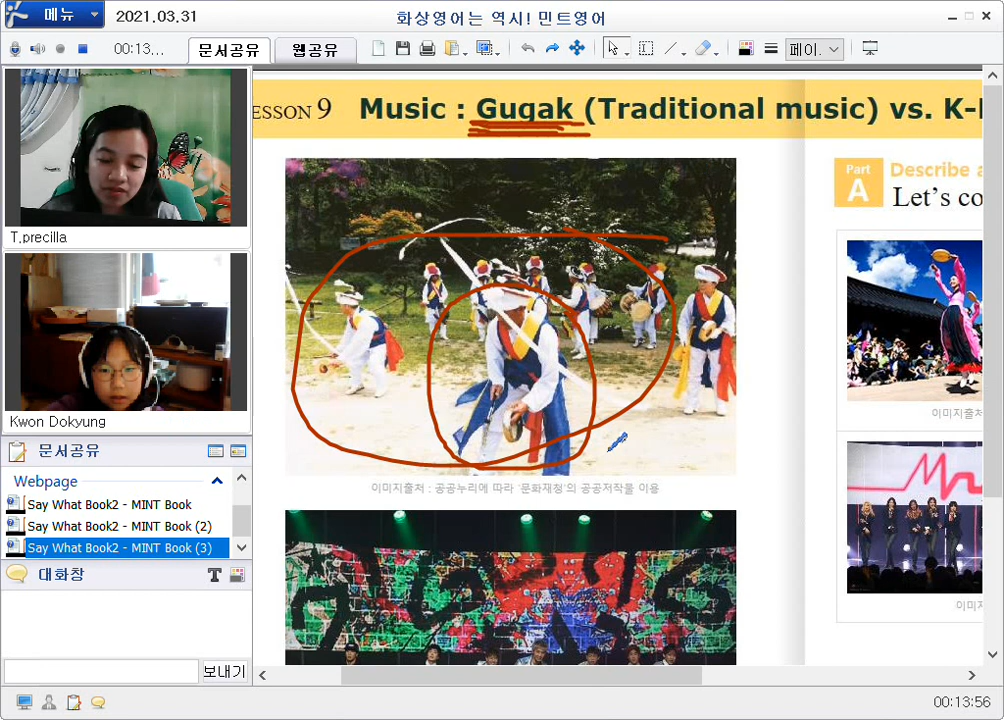 메뉴 2021.03.31 화상영어는 역시! 민트영어
00:13... 문서공유 웹공유 페이.
T.precilla
Kwon Dokyung
문서공유
Webpage
Say What Book2 - MINT Book
Say What Book2 - MINT Book (2)
Say What Book2 - MINT Book (3)
대화창
보내기
ESSON 9 Music : Gugak (Traditional music) vs. K-
이미지출처 : 공공누리에 따라 '문화재청'의 공공저작물 이용
Part
A
Describe a
Let's co
이미지출
이미지
00:13:56